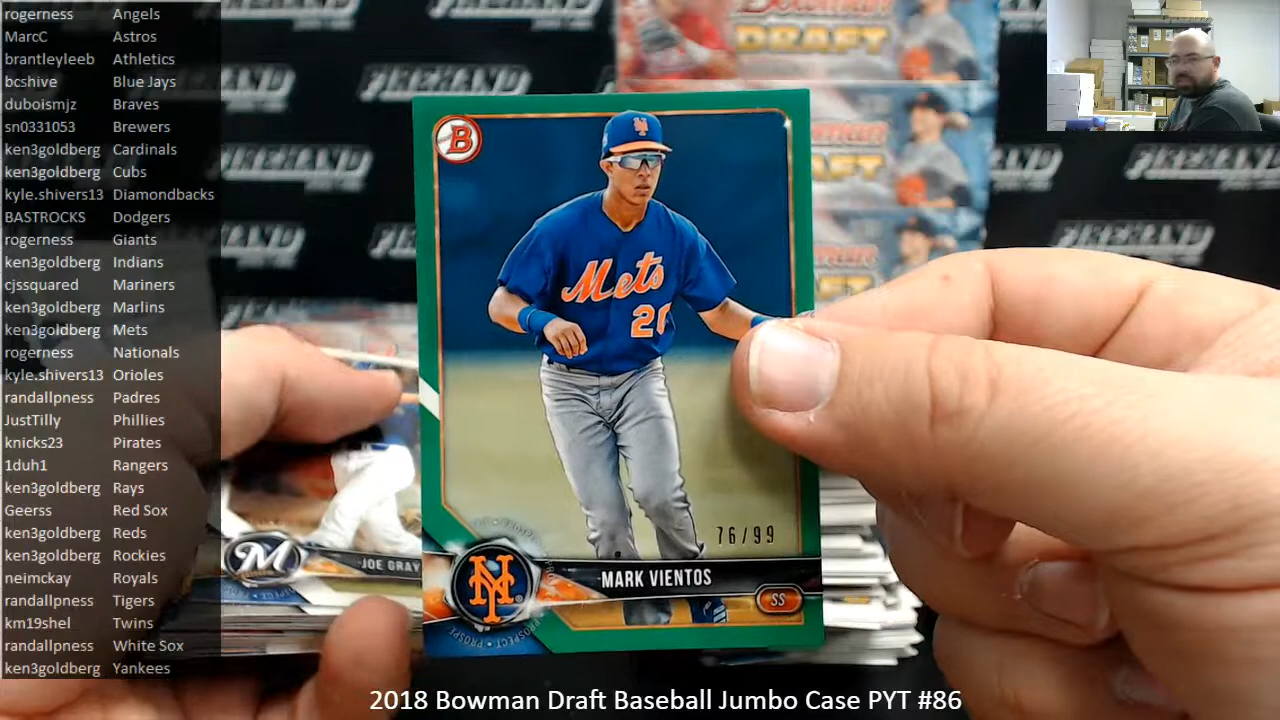 rogerness Angels
MarcC Astros
brantleyleeb Athletics
bcshive Blue Jays
duboismjz Braves
sn0331053 Brewers
ken3goldberg Cardinals
ken3goldberg Cubs
kyle.shivers13 Diamondbacks
BASTROCKS Dodgers
rogerness Giants
ken3goldberg Indians
cjssquared Mariners
ken3goldberg Marlins
ken3goldberg Mets
rogerness Nationals
kyle.shivers13 Orioles
randallpness Padres
JustTilly Phillies
knicks23 Pirates
1duh1 Rangers
ken3goldberg Rays
Geerss Red Sox
ken3goldberg Reds
ken3goldberg Rockies
neimckay Royals
randallpness Tigers
km19shel Twins
randallpness White Sox
ken3goldberg Yankees
Bowman
DRAFT
B
Mets
20
76/99
MARK VIENTOS
SS
NY
PROSPECT
M
JOE GRAY
2018 Bowman Draft Baseball Jumbo Case PYT #86